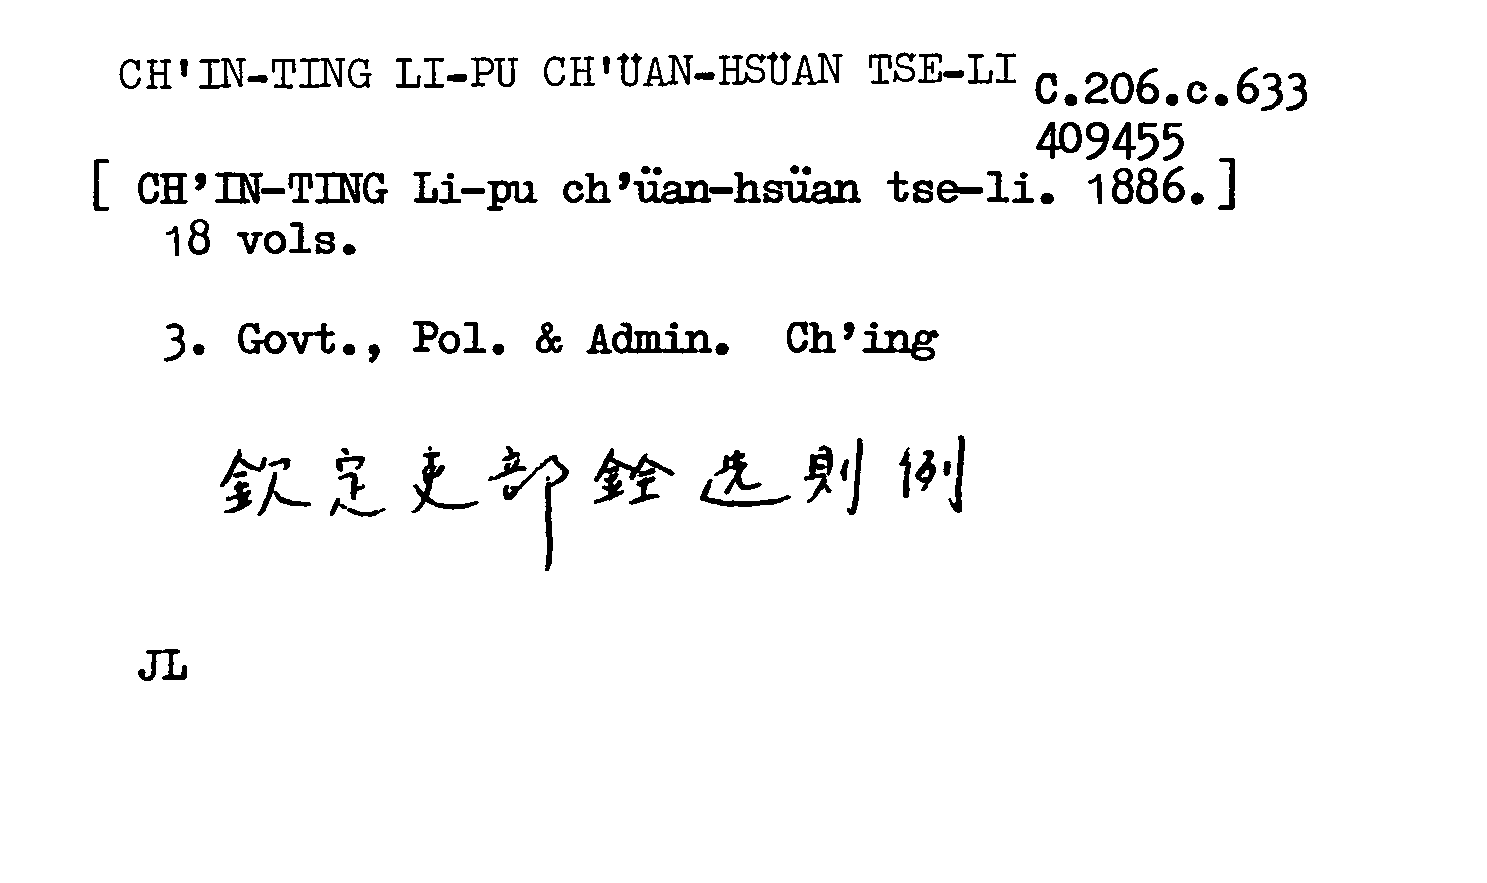 CH'IN-TING LI-PU CH'ÜAN-HSÜAN TSE-LI C.206.c.633
409455
[ CH'IN-TING Li-pu ch'üan-hsüan tse-li. 1886.]
18 vols.
3. Govt., Pol. & Admin. Ch'ing
欽定吏部銓选則例
JL